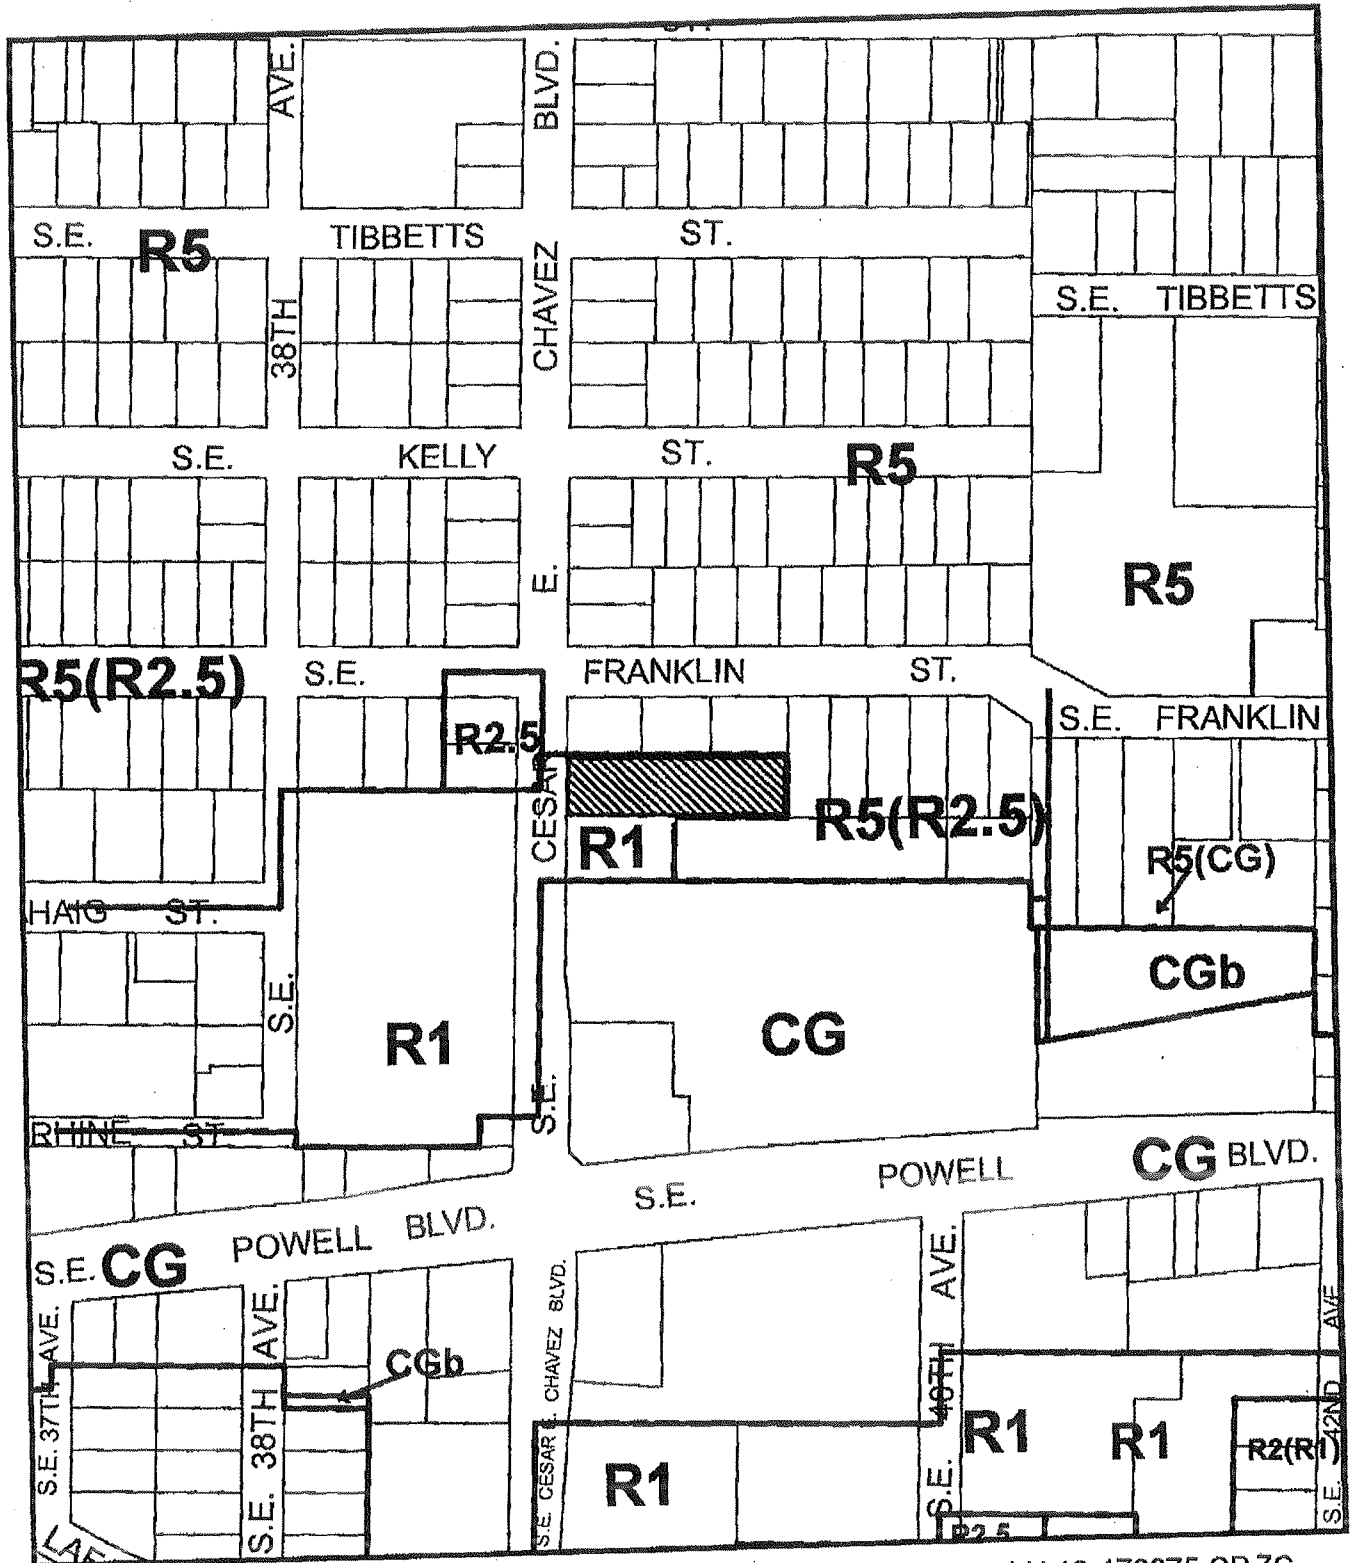 ST.
AVE.
BLVD.
S.E. R5 TIBBETTS ST.
CHAVEZ
S.E. TIBBETTS
38TH
S.E. KELLY ST. R5
E.
R5
R5(R2.5) S.E. FRANKLIN ST.
S.E. FRANKLIN
R2.5
CESAR
R1 R5(R2.5)
R5(CG)
HAIG ST.
CGb
S.E.
R1 CG
S.E.
RHINE ST
S.E. POWELL CG BLVD.
S.E. CG POWELL BLVD.
AVE.
AVE.
S.E. 37TH AVE.
S.E. CESAR E. CHAVEZ BLVD.
CGb
S.E. 38TH
S.E. 40TH
S.E. 42ND AVE
R1 R1 R1 R2(R1)
R2.5